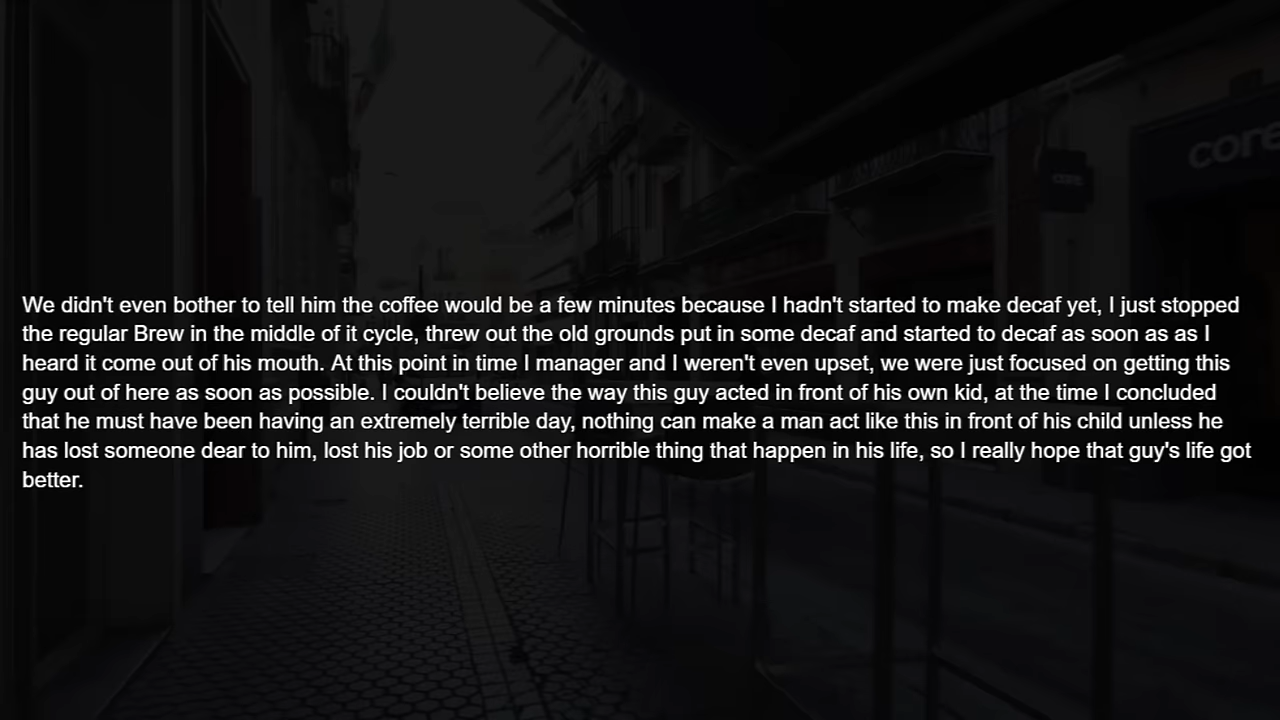 core
core
We didn't even bother to tell him the coffee would be a few minutes because I hadn't started to make decaf yet, I just stopped
the regular Brew in the middle of it cycle, threw out the old grounds put in some decaf and started to decaf as soon as as I
heard it come out of his mouth. At this point in time I manager and I weren't even upset, we were just focused on getting this
guy out of here as soon as possible. I couldn't believe the way this guy acted in front of his own kid, at the time I concluded
that he must have been having an extremely terrible day, nothing can make a man act like this in front of his child unless he
has lost someone dear to him, lost his job or some other horrible thing that happen in his life, so I really hope that guy's life got
better.